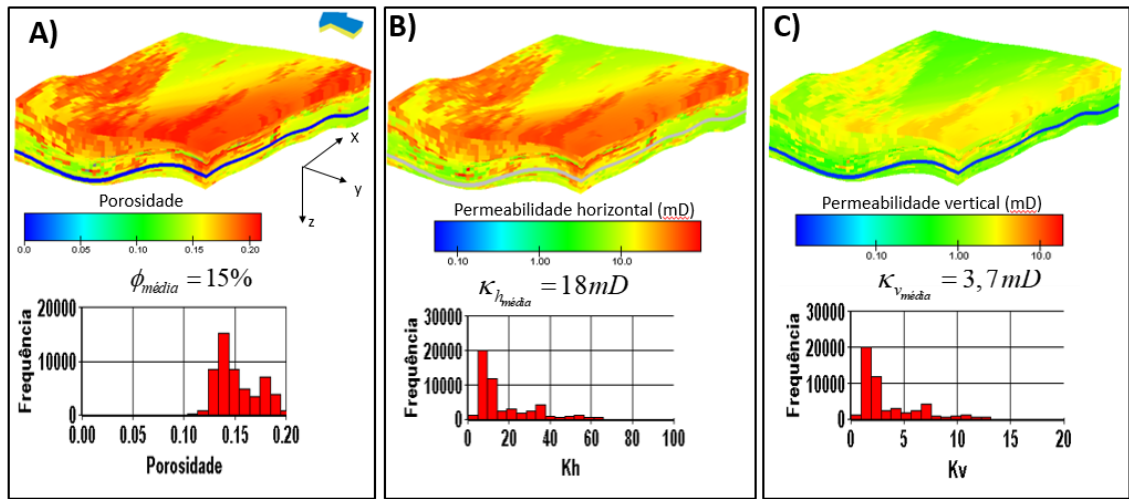 A)
X
y
z
Porosidade
0.0 0.05 0.10 0.15 0.20
ϕmédia = 15%
Frequência
20000
10000
0
0.00 0.05 0.10 0.15 0.20
Porosidade
B)
Permeabilidade horizontal (mD)
0.10 1.00 10.0
κhmédia = 18mD
Frequência
30000
20000
10000
0
0 20 40 60 80 100
Kh
C)
Permeabilidade vertical (mD)
0.10 1.00 10.0
κvmédia = 3,7mD
Frequência
30000
20000
10000
0
0 5 10 15 20
Kv